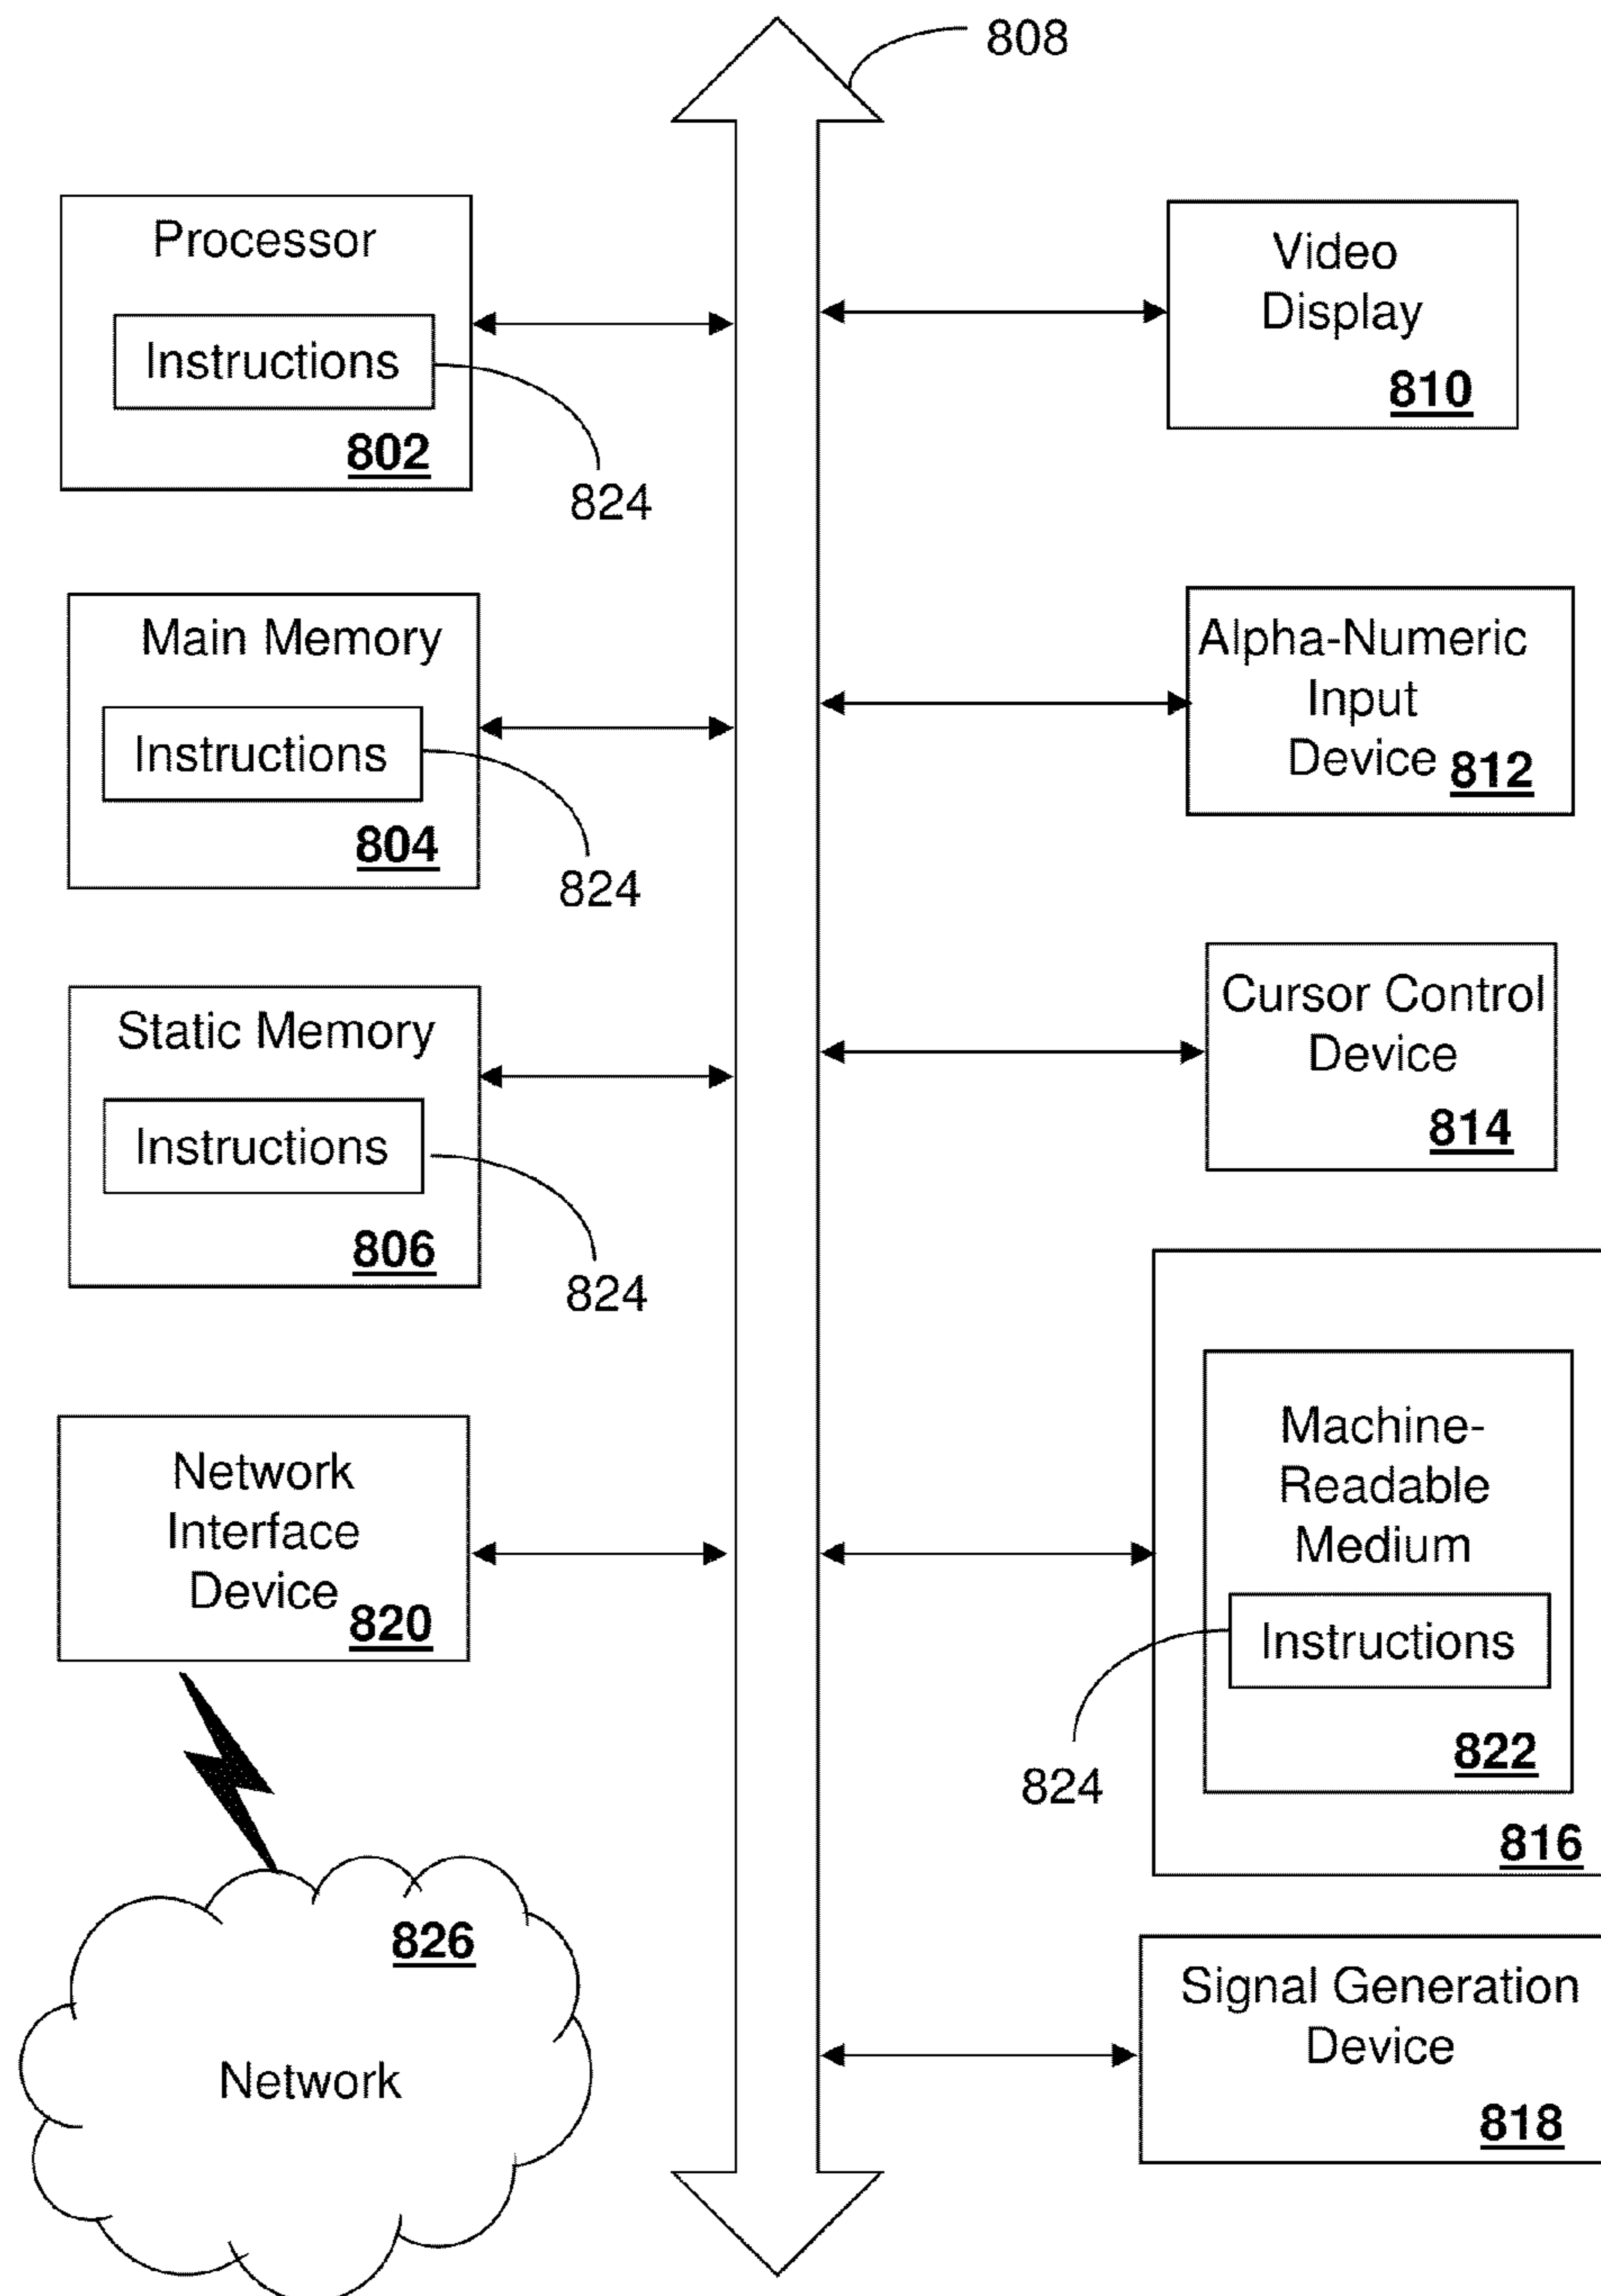 808
Processor
Instructions
802
824
Main Memory
Instructions
804
824
Static Memory
Instructions
806
824
Network
Interface
Device
820
826
Network
Video
Display
810
Alpha-Numeric
Input
Device
812
Cursor Control
Device
814
Machine-
Readable
Medium
Instructions
822
824
816
Signal Generation
Device
818